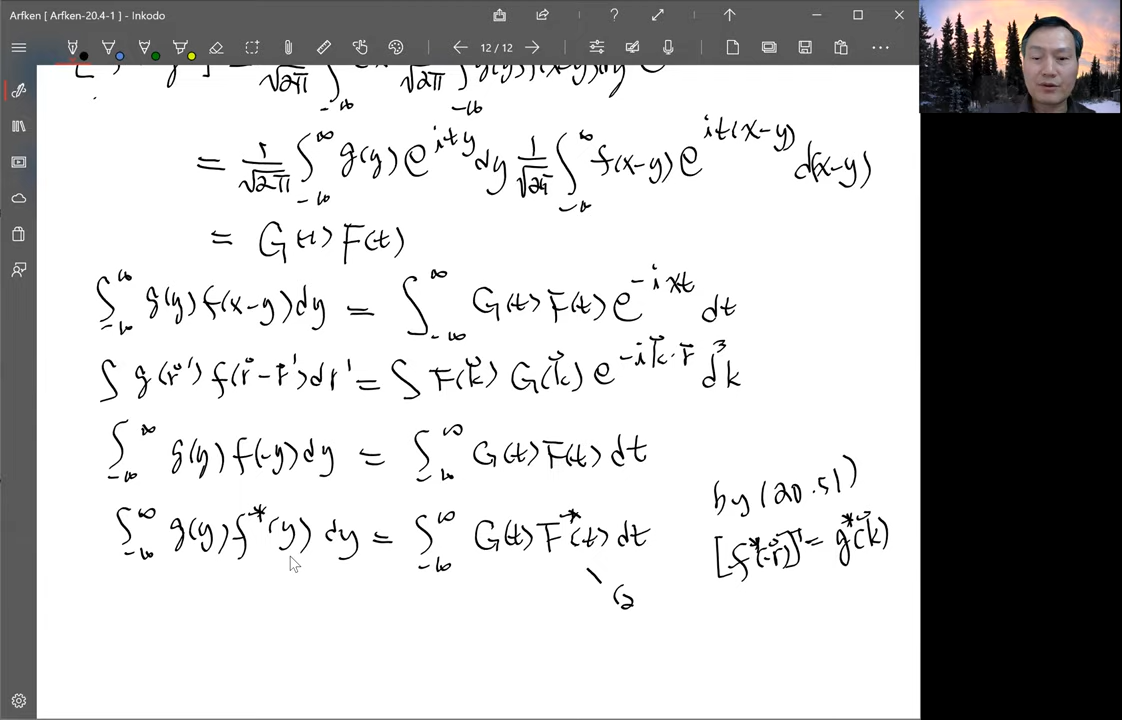 Arfken [ Arfken-20.4-1 ] - Inkodo
12 / 12
= 1/√2π ∫_{-∞}^{∞} g(y) e^{ity} dy 1/√2π ∫_{-∞}^{∞} f(x-y) e^{it(x-y)} d(x-y)
= G(t) F(t)
∫_{-∞}^{∞} g(y) f(x-y) dy = ∫_{-∞}^{∞} G(t) F(t) e^{-ixt} dt
∫ g(r⃗') f(r⃗-r⃗') dr' = ∫ F(k⃗) G(k⃗) e^{-ik⃗·r⃗} d³k
∫_{-∞}^{∞} g(y) f(-y) dy = ∫_{-∞}^{∞} G(t) F(t) dt
by (20.51)
∫_{-∞}^{∞} g(y) f*(y) dy = ∫_{-∞}^{∞} G(t) F*(t) dt
[f*(-r⃗)]ᵀ = g*(k⃗)
(2